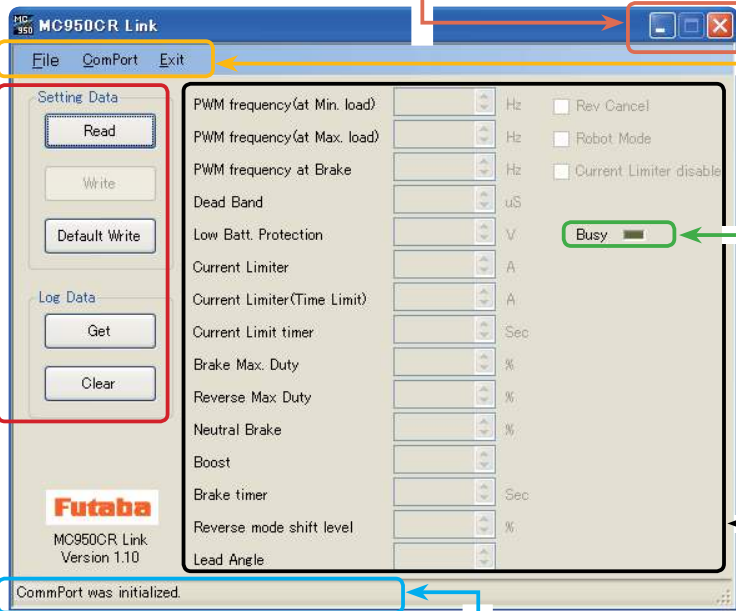 MC950CR Link
File ComPort Exit
Setting Data
Read
Write
Default Write
Log Data
Get
Clear
Futaba
MC950CR Link
Version 1.10
PWM frequency(at Min. load) Hz
PWM frequency(at Max. load) Hz
PWM frequency at Brake Hz
Dead Band uS
Low Batt. Protection V
Current Limiter A
Current Limiter(Time Limit) A
Current Limit timer Sec
Brake Max. Duty %
Reverse Max Duty %
Neutral Brake %
Boost
Brake timer Sec
Reverse mode shift level %
Lead Angle
Rev Cancel
Robot Mode
Current Limiter disable
Busy
CommPort was initialized.